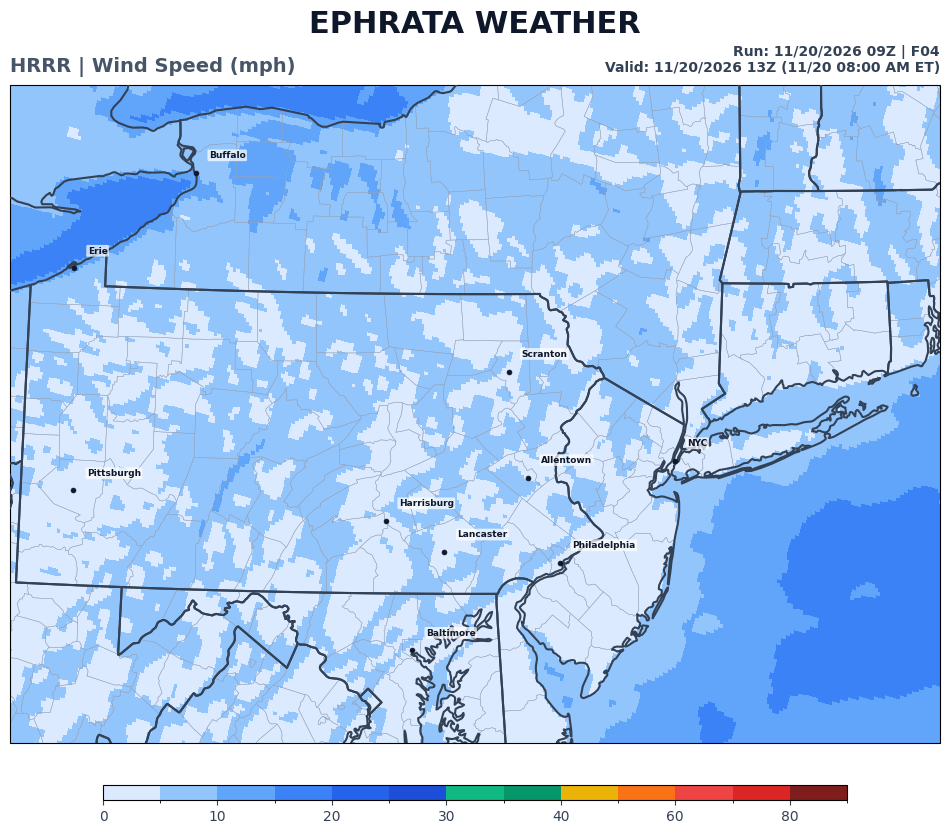 EPHRATA WEATHER
HRRR | Wind Speed (mph)
Run: 11/20/2026 09Z | F04
Valid: 11/20/2026 13Z (11/20 08:00 AM ET)
Buffalo
Erie
Scranton
NYC
Allentown
Pittsburgh
Harrisburg
Lancaster
Philadelphia
Baltimore
0 10 20 30 40 60 80